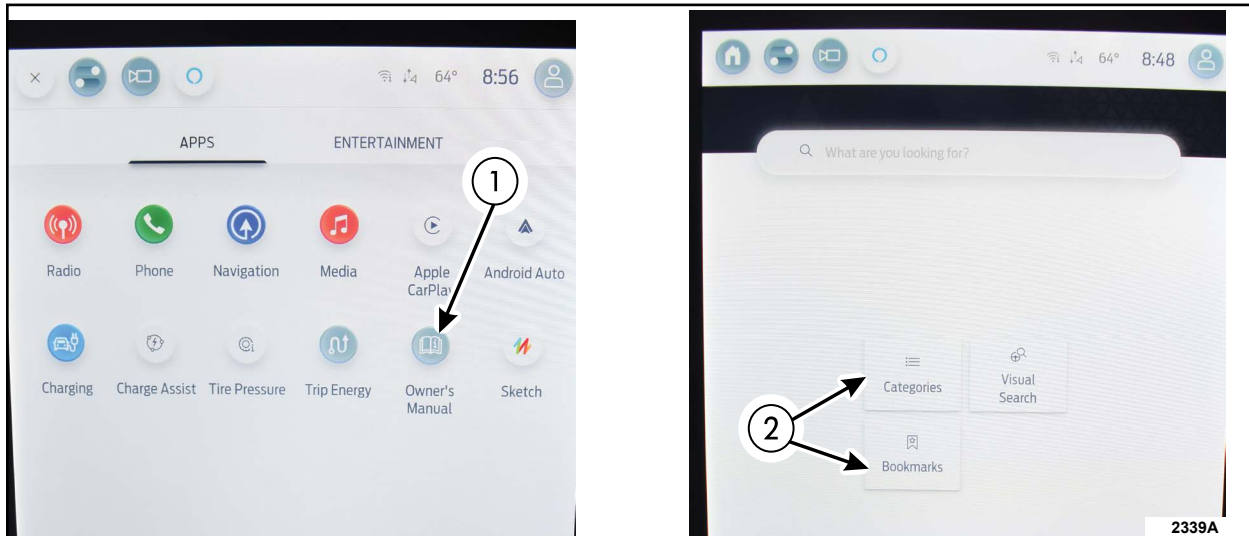 64° 8:56
APPS ENTERTAINMENT
1
Radio Phone Navigation Media Apple CarPlay Android Auto
Charging Charge Assist Tire Pressure Trip Energy Owner's Manual Sketch
64° 8:48
What are you looking for?
Categories
Visual
Search
2
Bookmarks
2339A